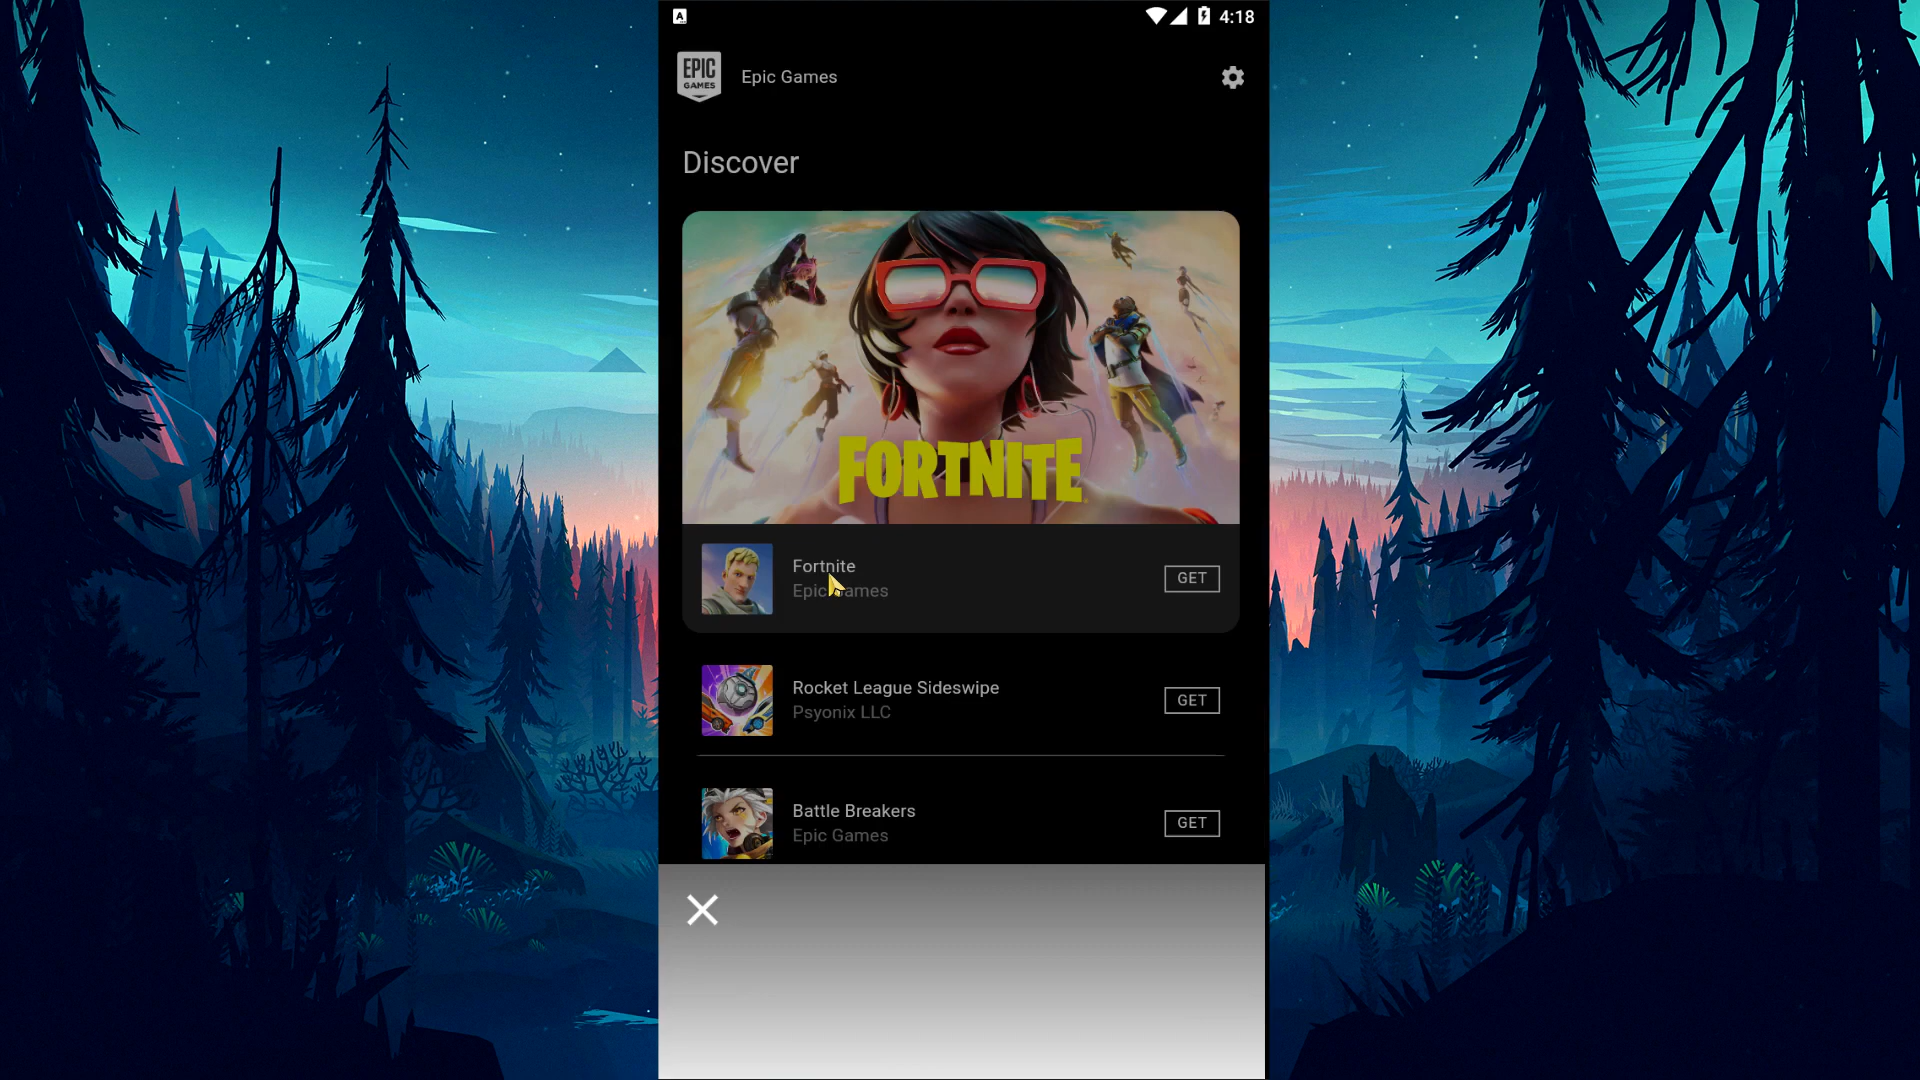 A
4:18
EPIC
GAMES
Epic Games
Discover
FORTNITE
Fortnite
Epic Games
GET
Rocket League Sideswipe
Psyonix LLC
GET
Battle Breakers
Epic Games
GET